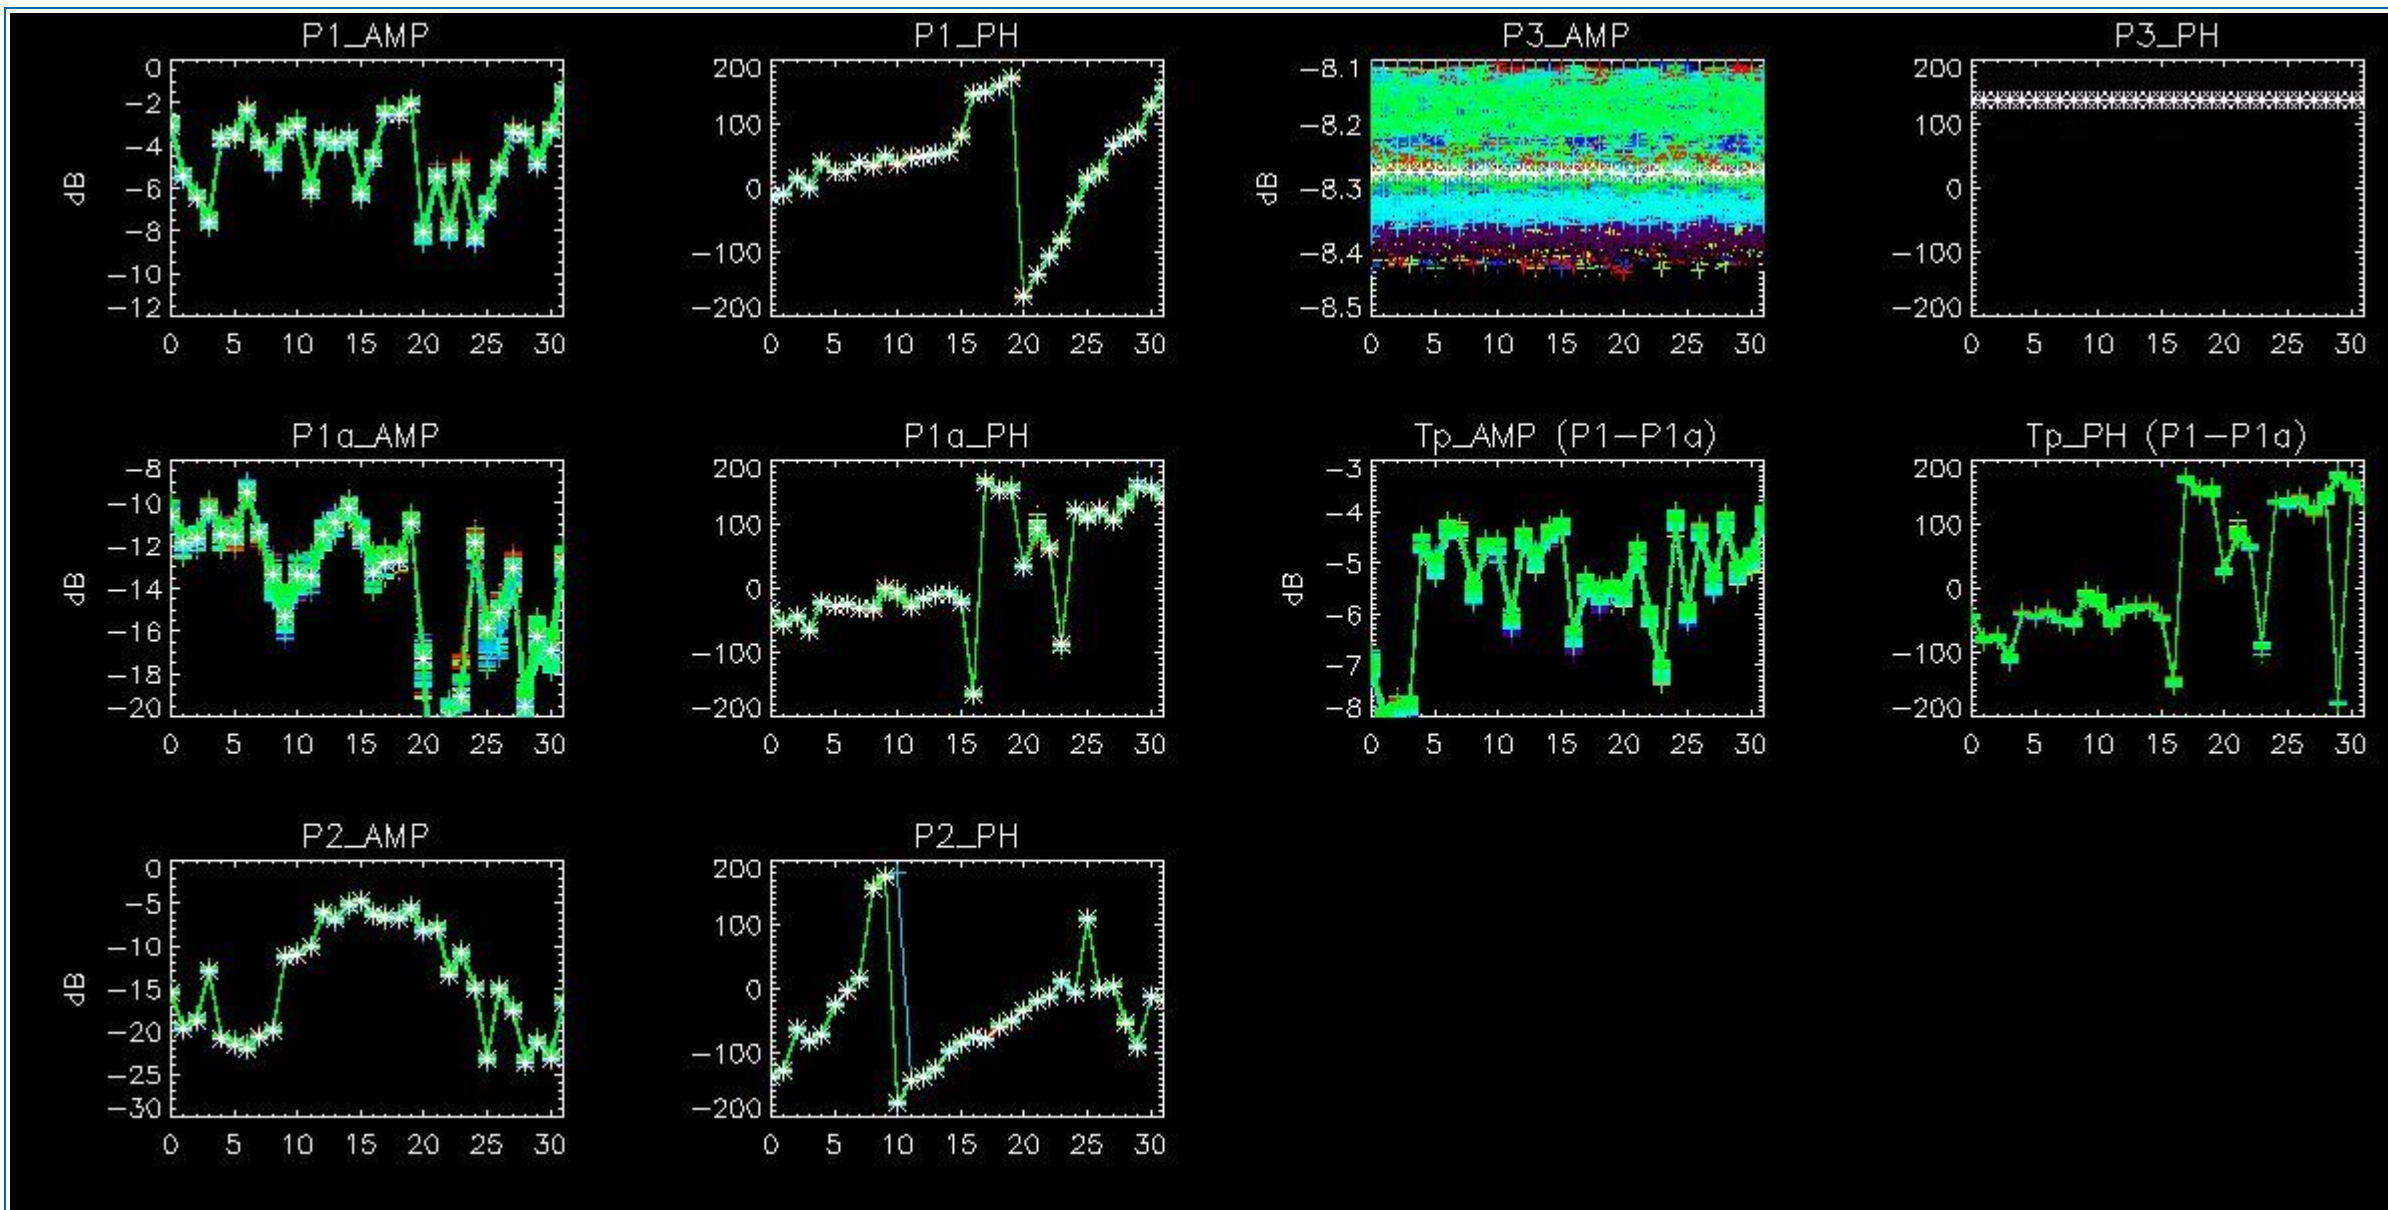 P1_AMP
0
−2
−4
−6
−8
−10
−12
dB
0 5 10 15 20 25 30
P1_PH
200
100
0
−100
−200
0 5 10 15 20 25 30
P3_AMP
−8.1
−8.2
−8.3
−8.4
−8.5
dB
0 5 10 15 20 25 30
P3_PH
200
100
0
−100
−200
0 5 10 15 20 25 30
P1a_AMP
−8
−10
−12
−14
−16
−18
−20
dB
0 5 10 15 20 25 30
P1a_PH
200
100
0
−100
−200
0 5 10 15 20 25 30
Tp_AMP (P1−P1a)
−3
−4
−5
−6
−7
−8
dB
0 5 10 15 20 25 30
Tp_PH (P1−P1a)
200
100
0
−100
−200
0 5 10 15 20 25 30
P2_AMP
0
−5
−10
−15
−20
−25
−30
dB
0 5 10 15 20 25 30
P2_PH
200
100
0
−100
−200
0 5 10 15 20 25 30